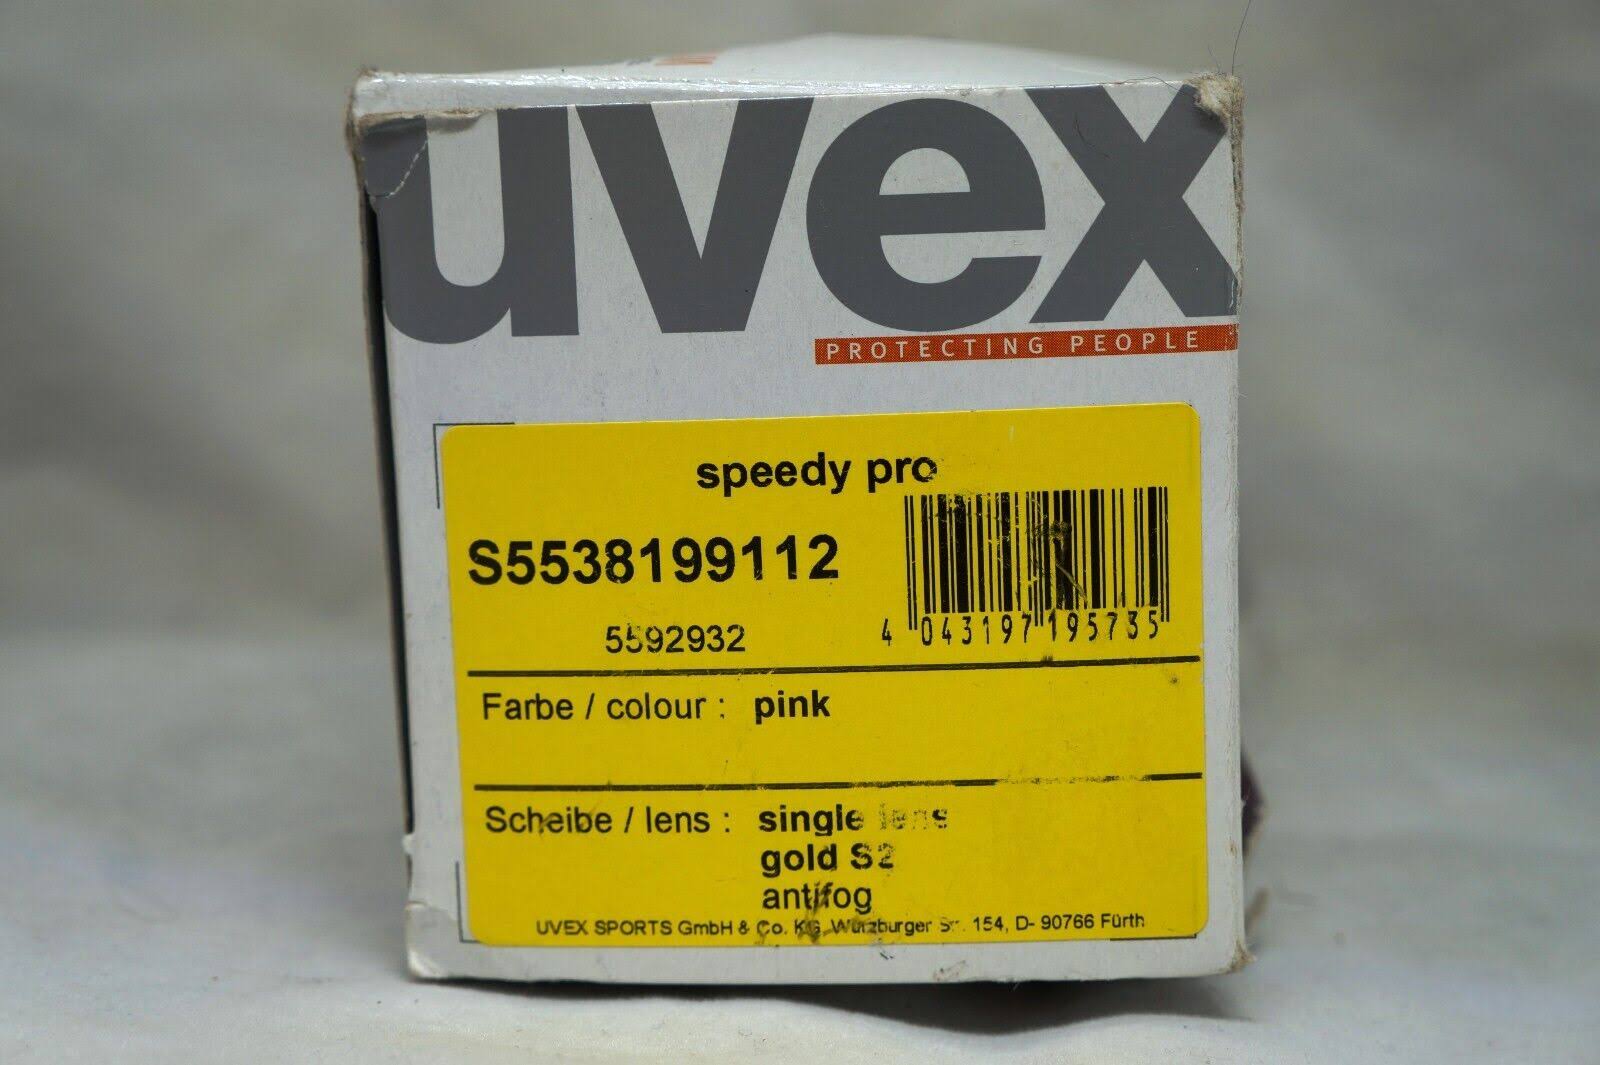 uvex
PROTECTING PEOPLE
speedy pro
S5538199112
5592932
4 043197 195735
Farbe / colour : pink
Scheibe / lens : single lens
gold S2
antifog
UVEX SPORTS GmbH & Co. KG, Würzburger Str. 154, D- 90766 Fürth